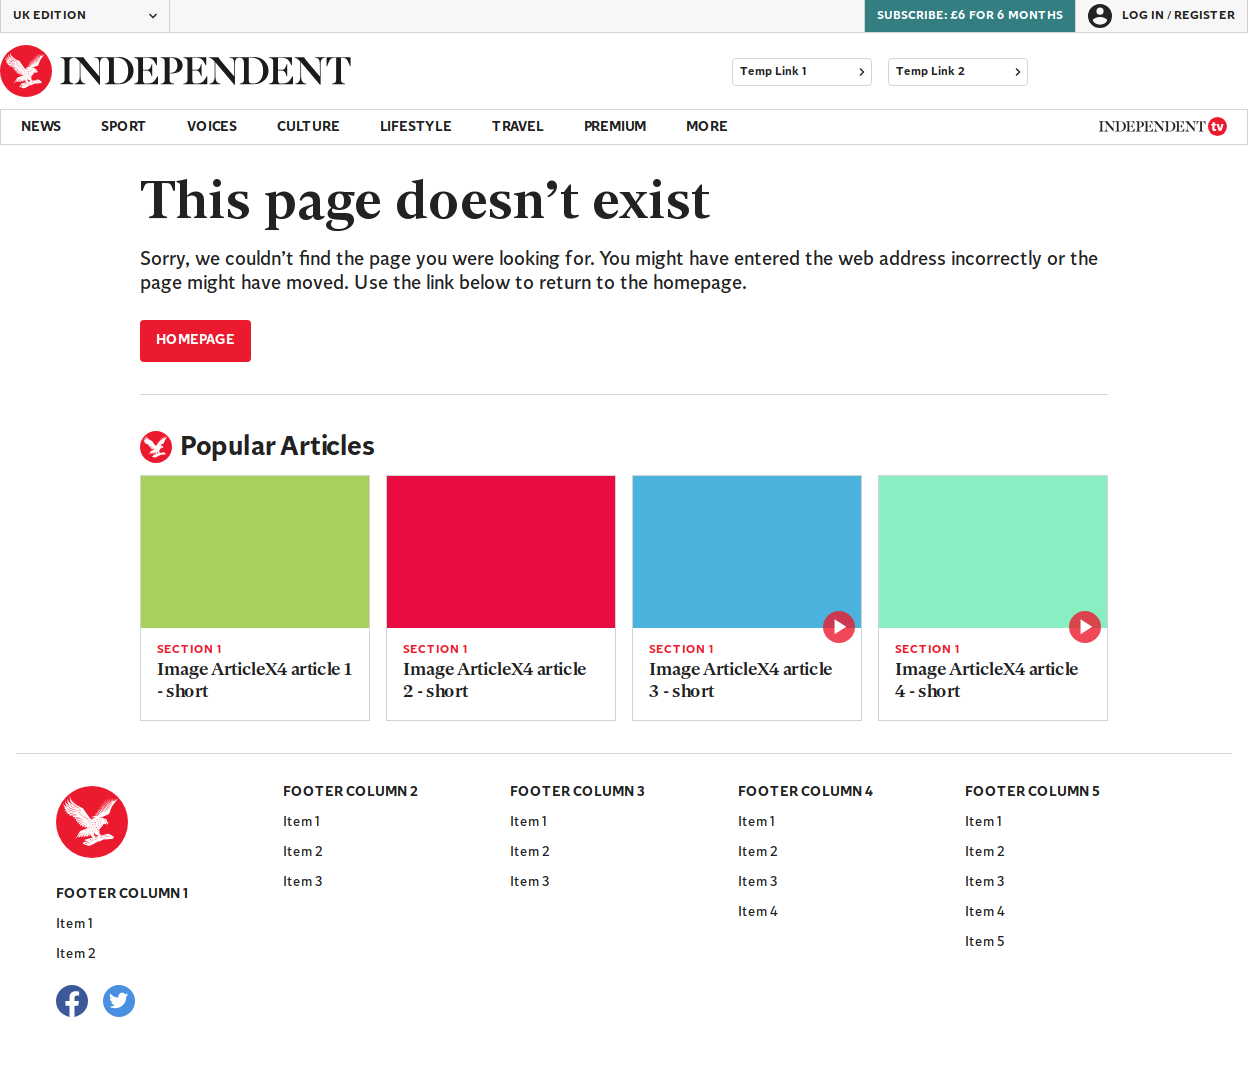 UK EDITION
SUBSCRIBE: £6 FOR 6 MONTHS
LOG IN / REGISTER
INDEPENDENT
Temp Link 1
Temp Link 2
NEWS
SPORT
VOICES
CULTURE
LIFESTYLE
TRAVEL
PREMIUM
MORE
INDEPENDENT tv
This page doesn’t exist
Sorry, we couldn’t find the page you were looking for. You might have entered the web address incorrectly or the
page might have moved. Use the link below to return to the homepage.
HOMEPAGE
Popular Articles
SECTION 1
Image ArticleX4 article 1
- short
SECTION 1
Image ArticleX4 article
2 - short
SECTION 1
Image ArticleX4 article
3 - short
SECTION 1
Image ArticleX4 article
4 - short
FOOTER COLUMN 1
Item 1
Item 2
FOOTER COLUMN 2
Item 1
Item 2
Item 3
FOOTER COLUMN 3
Item 1
Item 2
Item 3
FOOTER COLUMN 4
Item 1
Item 2
Item 3
Item 4
FOOTER COLUMN 5
Item 1
Item 2
Item 3
Item 4
Item 5